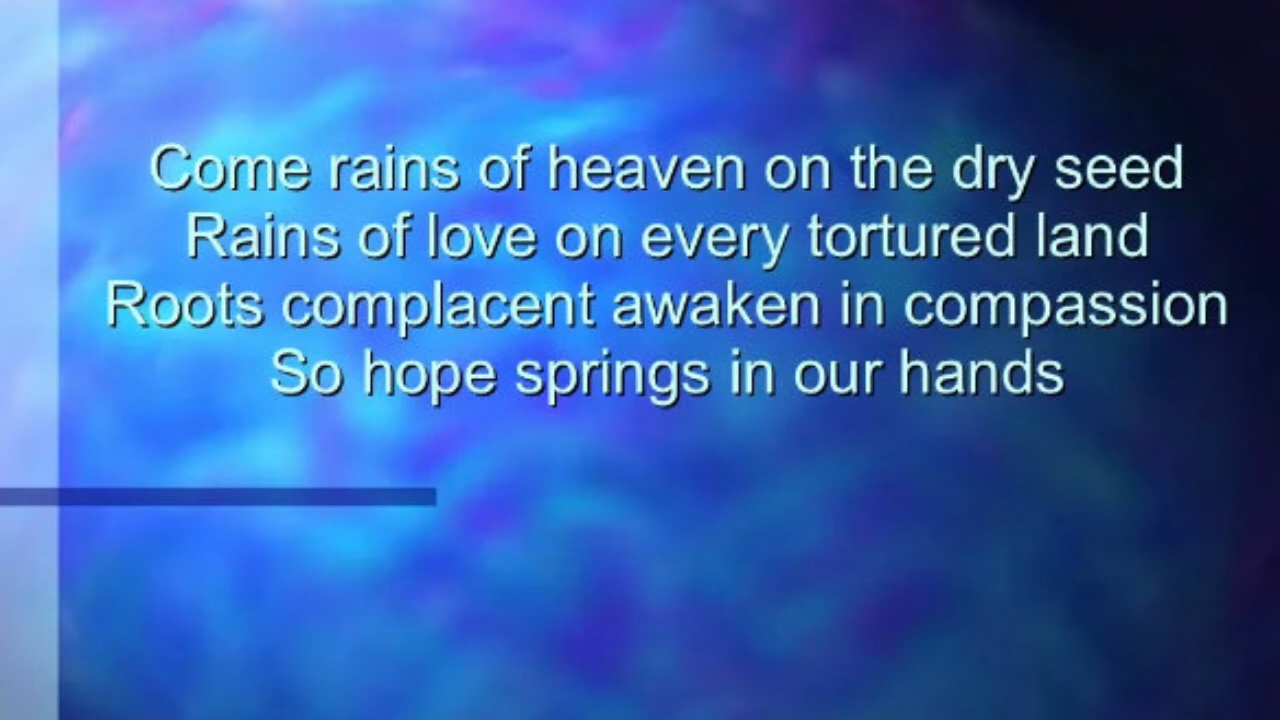 Come rains of heaven on the dry seed
Rains of love on every tortured land
Roots complacent awaken in compassion
So hope springs in our hands